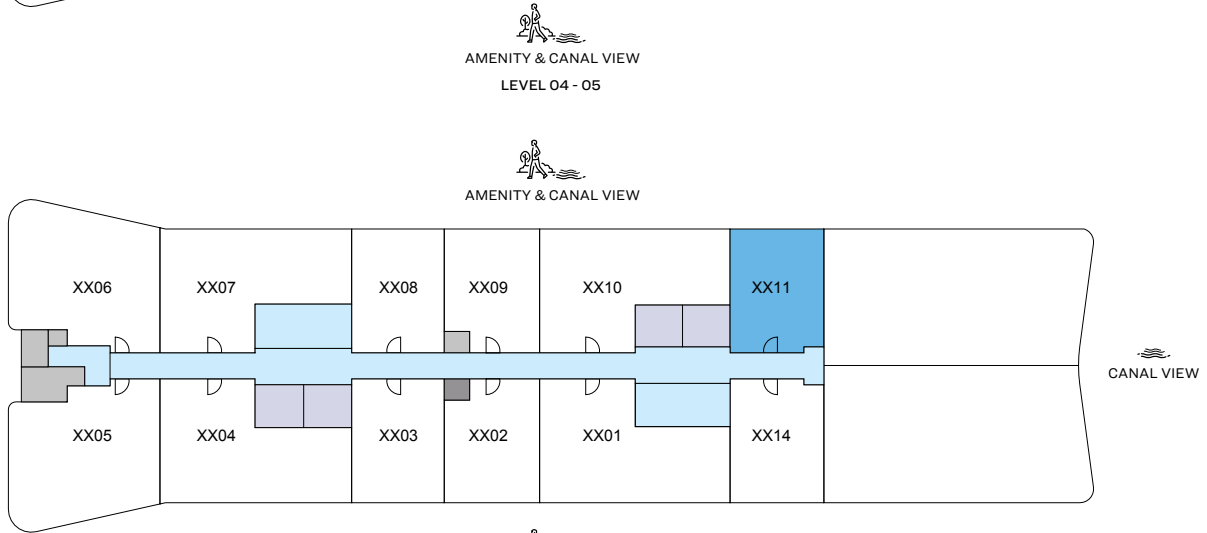 AMENITY & CANAL VIEW
LEVEL 04 - 05
AMENITY & CANAL VIEW
XX06 XX07 XX08 XX09 XX10 XX11
CANAL VIEW
XX05 XX04 XX03 XX02 XX01 XX14